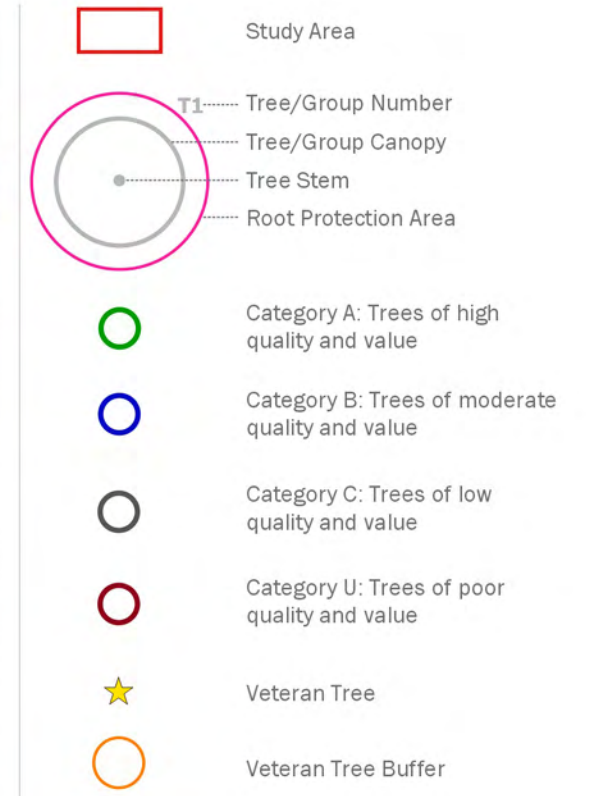 Study Area
T1
Tree/Group Number
Tree/Group Canopy
Tree Stem
Root Protection Area
Category A: Trees of high
quality and value
Category B: Trees of moderate
quality and value
Category C: Trees of low
quality and value
Category U: Trees of poor
quality and value
Veteran Tree
Veteran Tree Buffer